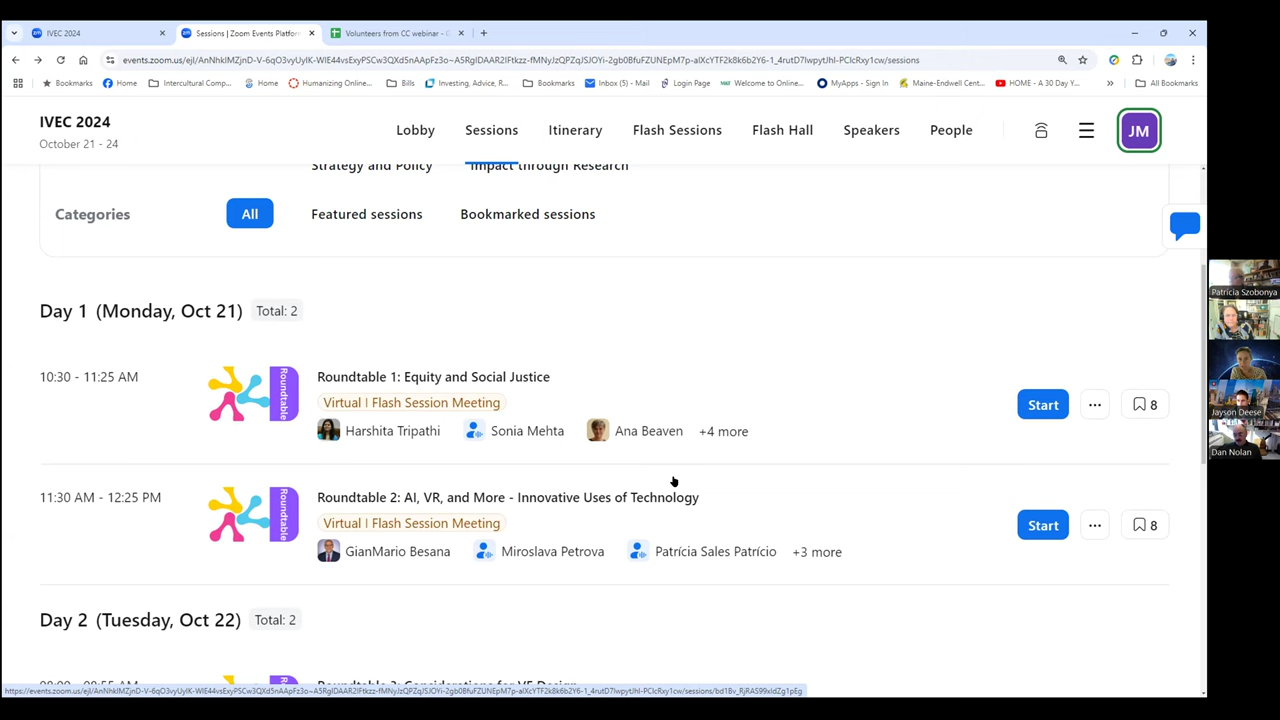 IVEC 2024
Sessions | Zoom Events Platfor
Volunteers from CC webinar - G
Bookmarks
Home
Intercultural Comp...
Home
Humanizing Online...
Bills
Investing, Advice, R...
Bookmarks
Inbox (5) - Mail
Login Page
Welcome to Online...
MyApps - Sign In
Maine-Endwell Cent...
HOME - A 30 Day Y...
All Bookmarks
IVEC 2024
October 21 - 24
Lobby
Sessions
Itinerary
Flash Sessions
Flash Hall
Speakers
People
JM
Strategy and Policy
Impact through Research
Categories
All
Featured sessions
Bookmarked sessions
Day 1 (Monday, Oct 21) Total: 2
10:30 - 11:25 AM
Roundtable
Roundtable 1: Equity and Social Justice
Virtual | Flash Session Meeting
Harshita Tripathi
Sonia Mehta
Ana Beaven
+4 more
Start
...
8
11:30 AM - 12:25 PM
Roundtable
Roundtable 2: AI, VR, and More - Innovative Uses of Technology
Virtual | Flash Session Meeting
GianMario Besana
Miroslava Petrova
Patrícia Sales Patrício
+3 more
Start
...
8
Day 2 (Tuesday, Oct 22) Total: 2
Patricia Szobonya
Jayson Deese
Dan Nolan